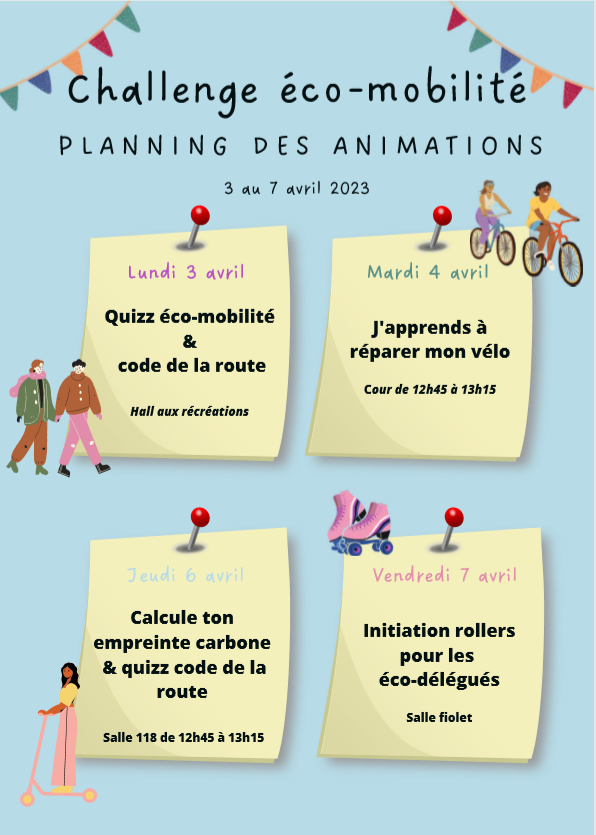 Challenge éco-mobilité
PLANNING DES ANIMATIONS
3 au 7 avril 2023
Lundi 3 avril
Quizz éco-mobilité
&
code de la route
Hall aux récréations
Mardi 4 avril
J'apprends à
réparer mon vélo
Cour de 12h45 à 13h15
Jeudi 6 avril
Calcule ton
empreinte carbone
& quizz code de la
route
Salle 118 de 12h45 à 13h15
Vendredi 7 avril
Initiation rollers
pour les
éco-délégués
Salle fiolet